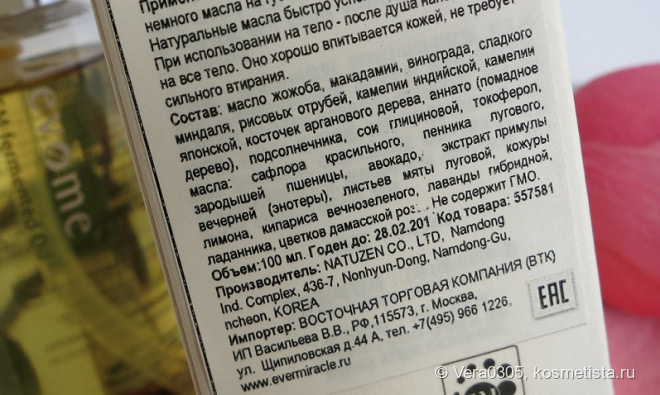 немного масла на
Натуральные масла быстро
При использовании на тело - после душа
на все тело. Оно хорошо впитывается кожей, не требует
сильного втирания.
Состав: масло жожоба, макадамии, винограда, сладкого
миндаля, рисовых отрубей, камелии индийской, камелии
японской, косточек арганового дерева, аннато (помадное
дерево), подсолнечника, сои глициновой, токоферол,
масла: сафлора красильного, пенника лугового,
зародышей пшеницы, авокадо, экстракт примулы
вечерней (энотеры), листьев мяты луговой, кожуры
лимона, кипариса вечнозеленого, лаванды гибридной,
ладанника, цветков дамасской Не содержит ГМО.
Объем:100 мл. Годен до: 28.02.201 Код товара: 557581
Производитель: NATUZEN CO., LTD, Namdong
Ind. Complex, 436-7, Nonhyun-Dong, Namdong-Gu,
ncheon, KOREA
Импортер: ВОСТОЧНАЯ ТОРГОВАЯ КОМПАНИЯ (ВТК)
ИП Васильева В.В., РФ,115573, г. Москва,
ул. Щипиловская д.44 А, тел. +7(495) 966 1226,
www.evermiracle.ru
EAC
evome
fermented
© Vera0305, kosmetista.ru